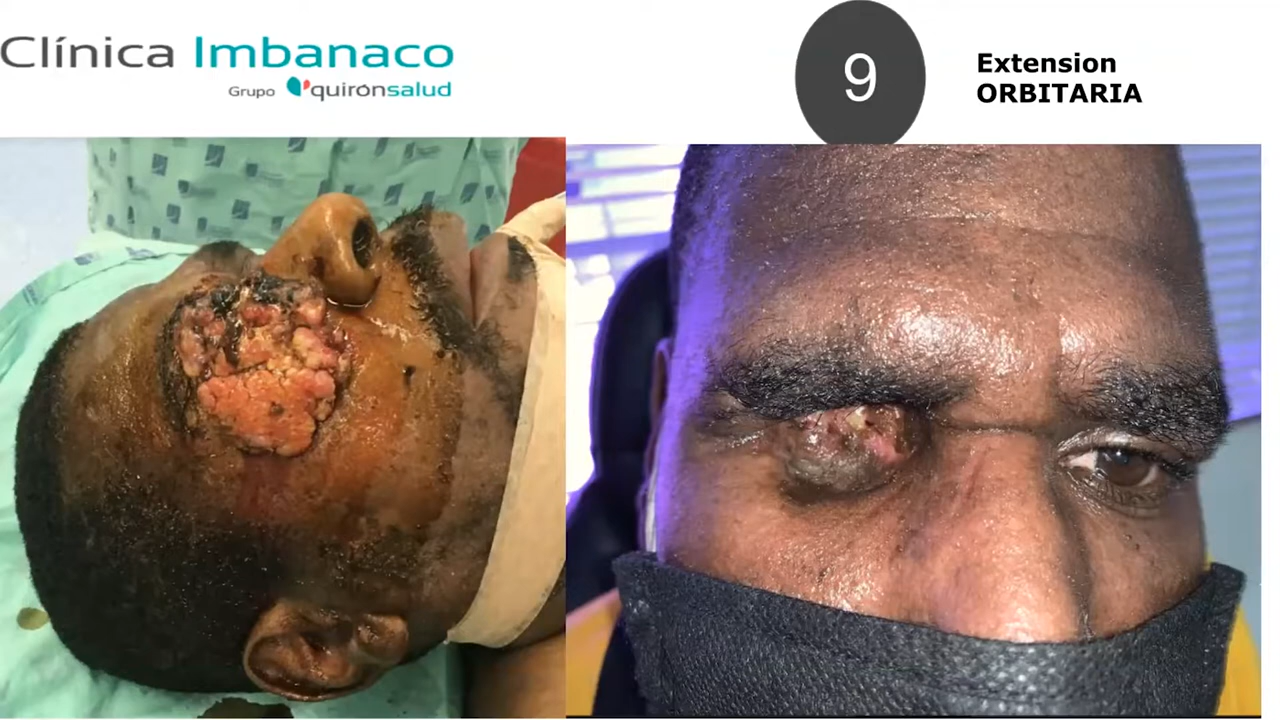 Clínica Imbanaco
Grupo quirónsalud
9
Extension
ORBITARIA